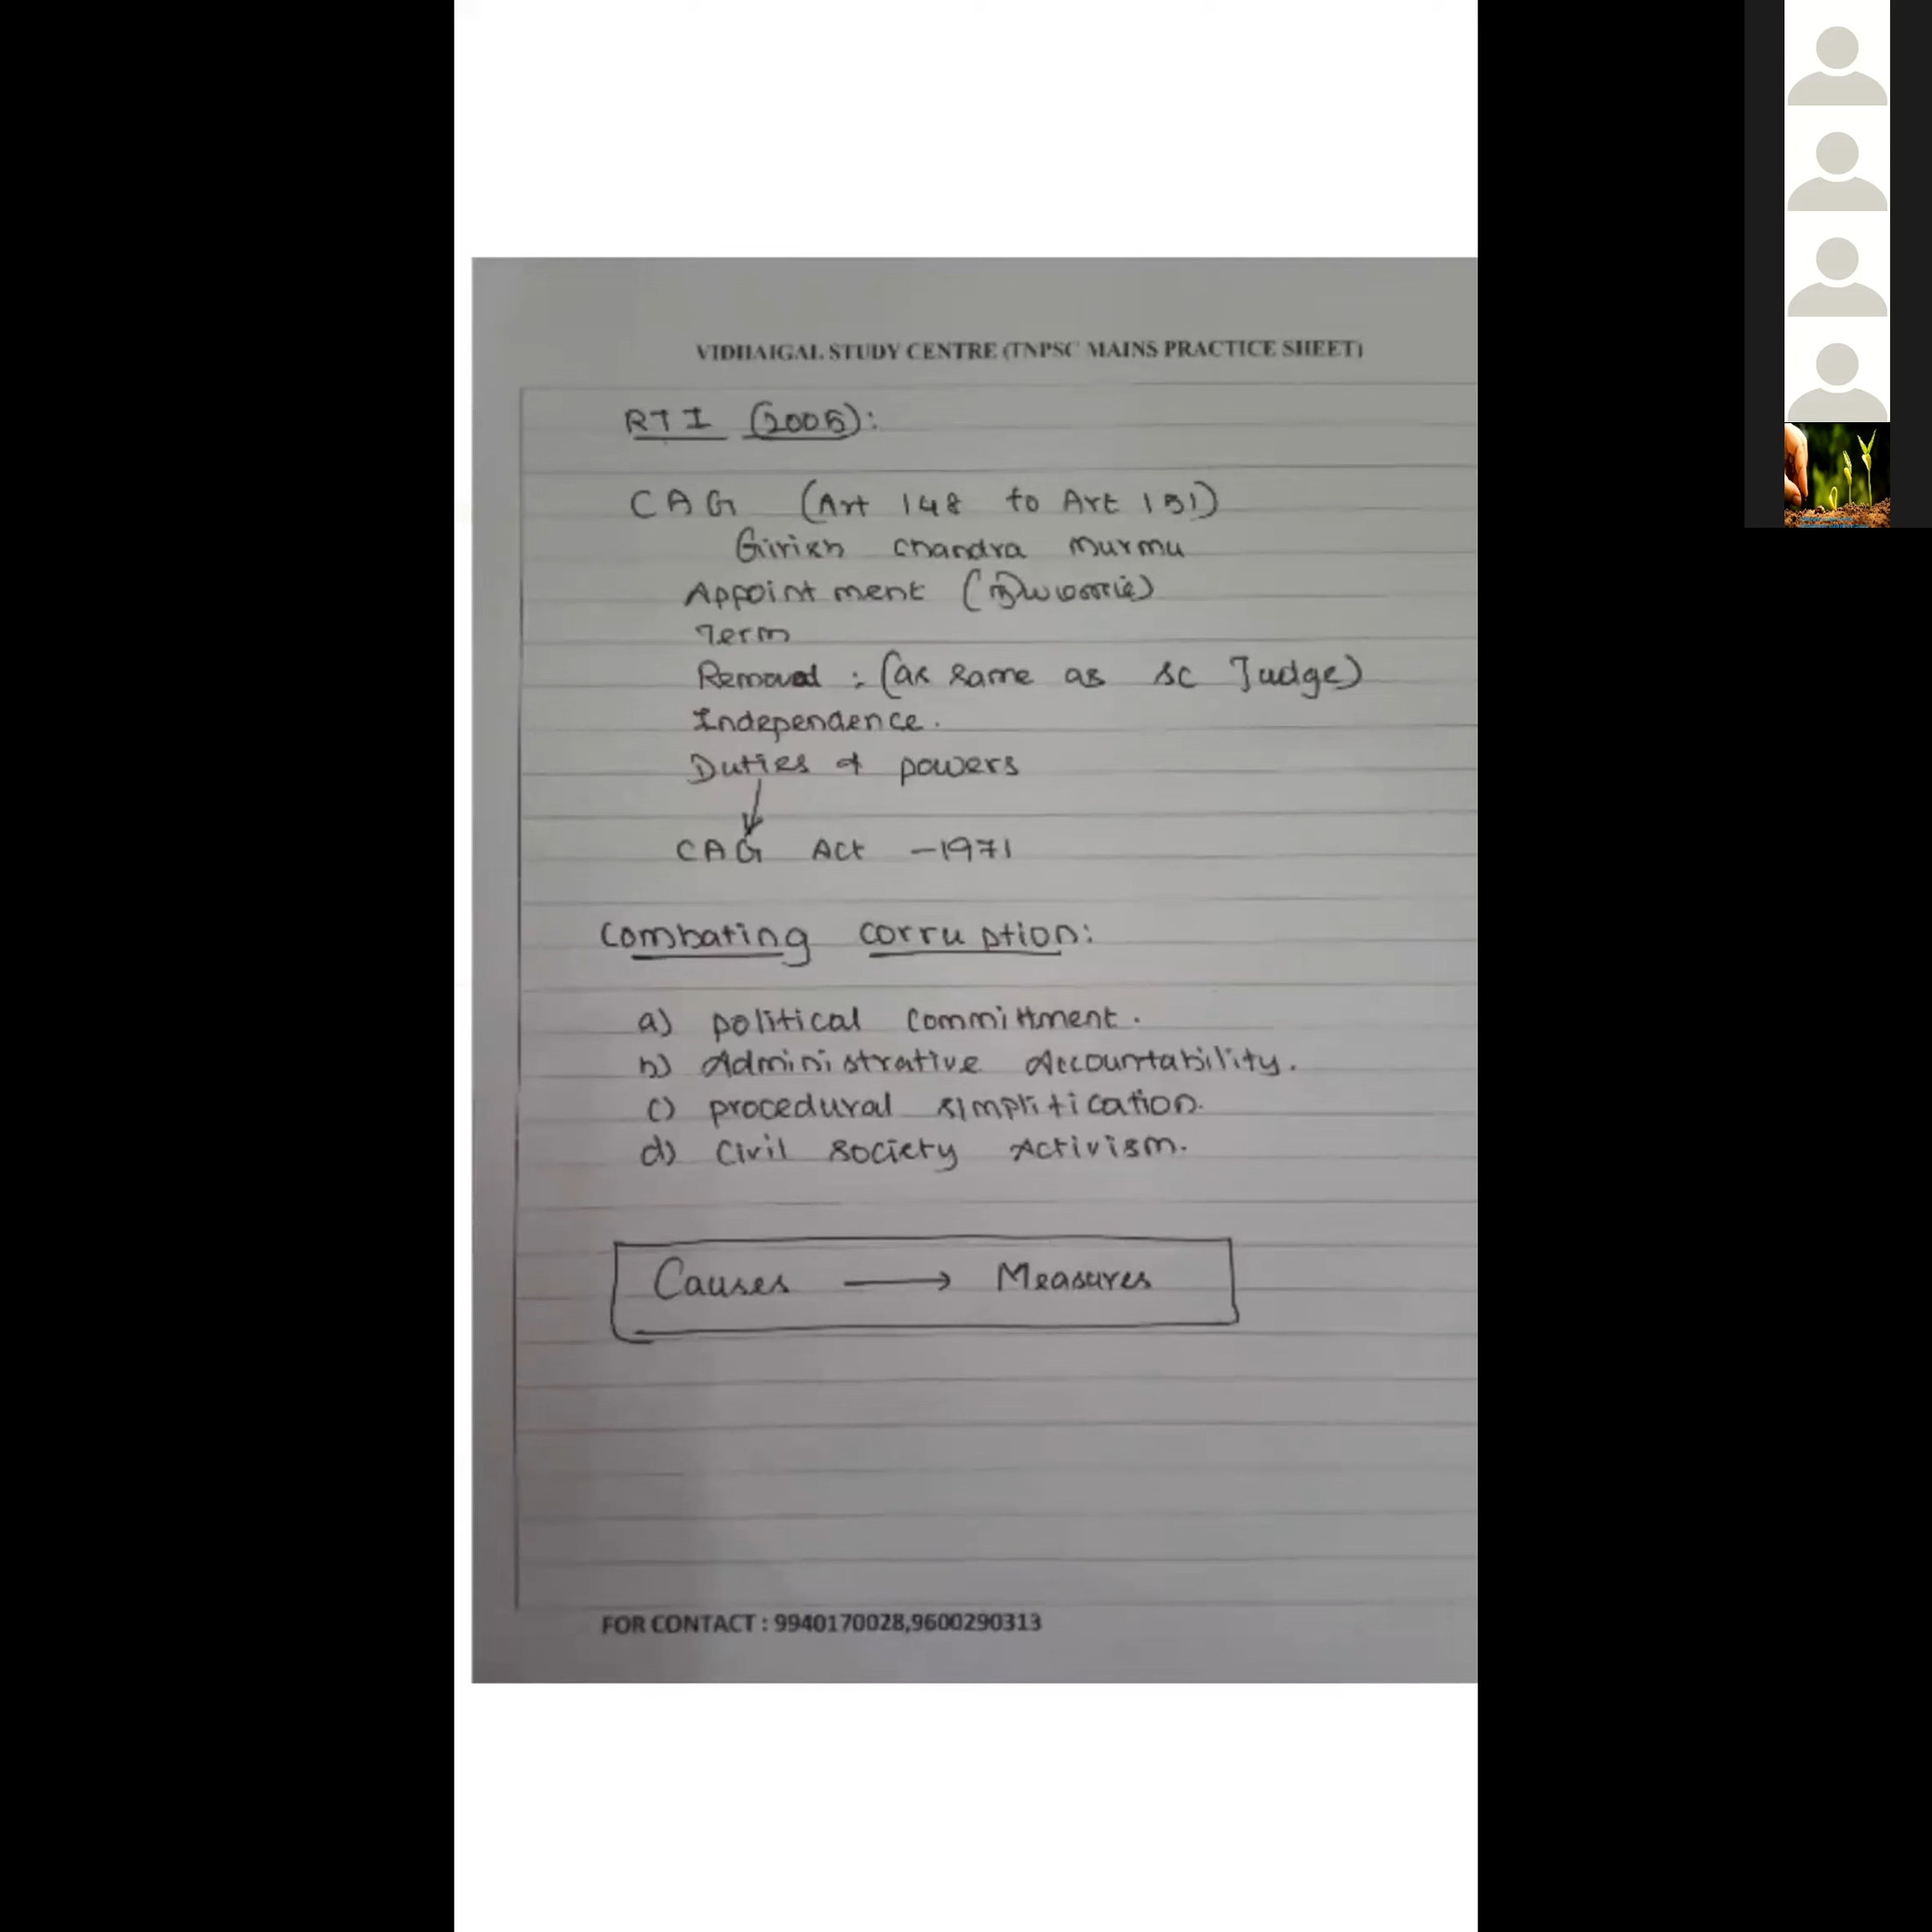 VIDHAIGAL STUDY CENTRE (TNPSC MAINS PRACTICE SHEET)
RTI (2005):
CAG (Art 148 to Art 151)
Girish Chandra Murmu
Appointment (நியமனம்)
Term
Removal : (as same as SC Judge)
Independence.
Duties & powers
CAG Act - 1971
Combating corruption:
a) political committment.
b) Administrative Accountability.
c) procedural simplification.
d) Civil society Activism.
Causes → Measures
FOR CONTACT : 9940170028,9600290313